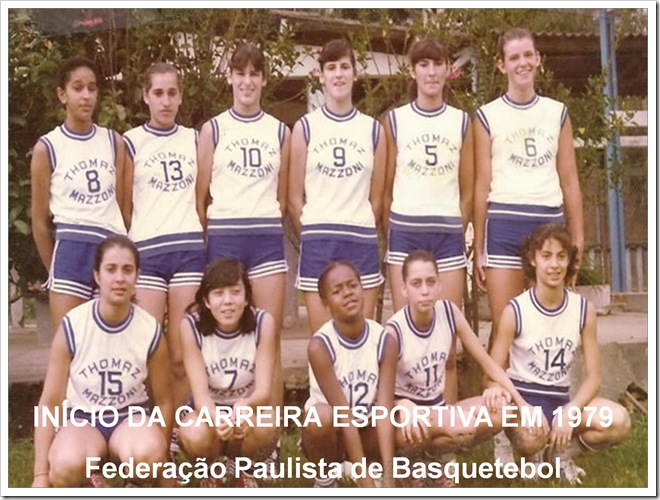 THOMAZ
8
MAZZONI
THOMAZ
13
MAZZONI
THOMAZ
10
MAZZONI
THOMAZ
9
MAZZONI
THOMAZ
5
MAZZONI
THOMAZ
6
MAZZONI
THOMAZ
MAZZONI
15
THOMAZ
7
THOMAZ
12
THOMAZ
MAZZONI
11
THOMAZ
MAZZONI
14
INÍCIO DA CARREIRA ESPORTIVA EM 1979
Federação Paulista de Basquetebol